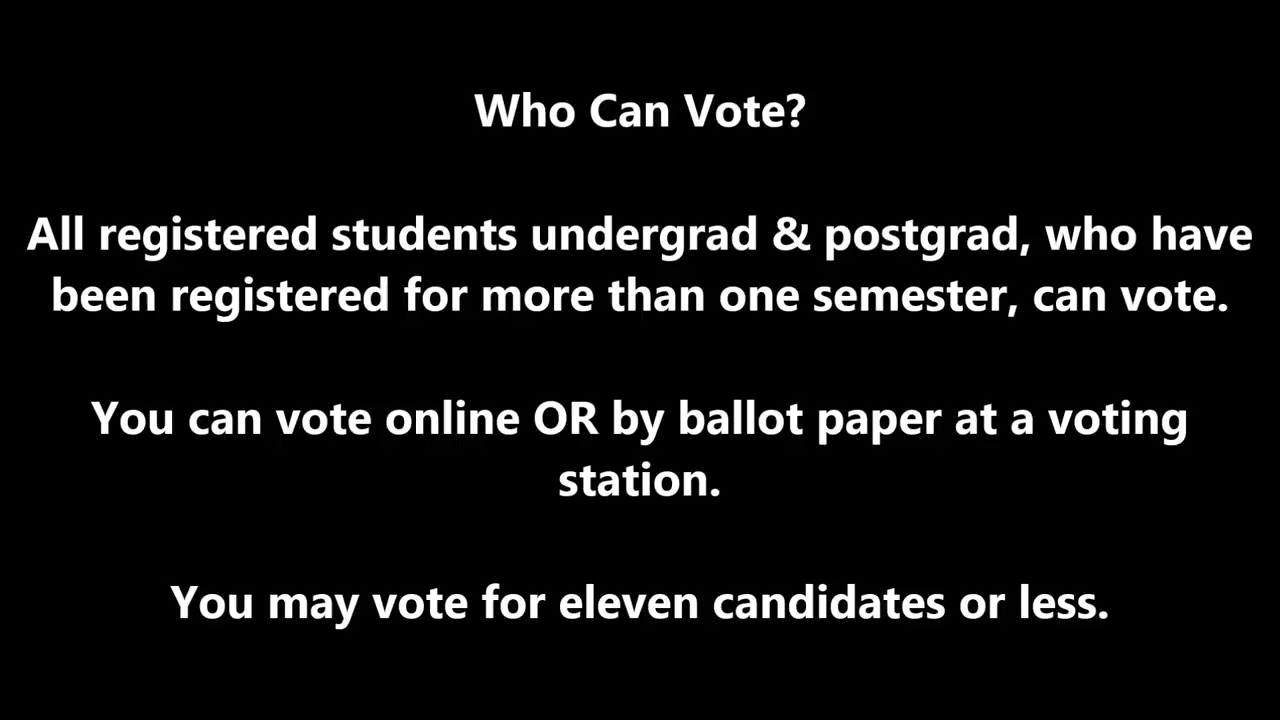 Who Can Vote?
All registered students undergrad & postgrad, who have
been registered for more than one semester, can vote.
You can vote online OR by ballot paper at a voting
station.
You may vote for eleven candidates or less.